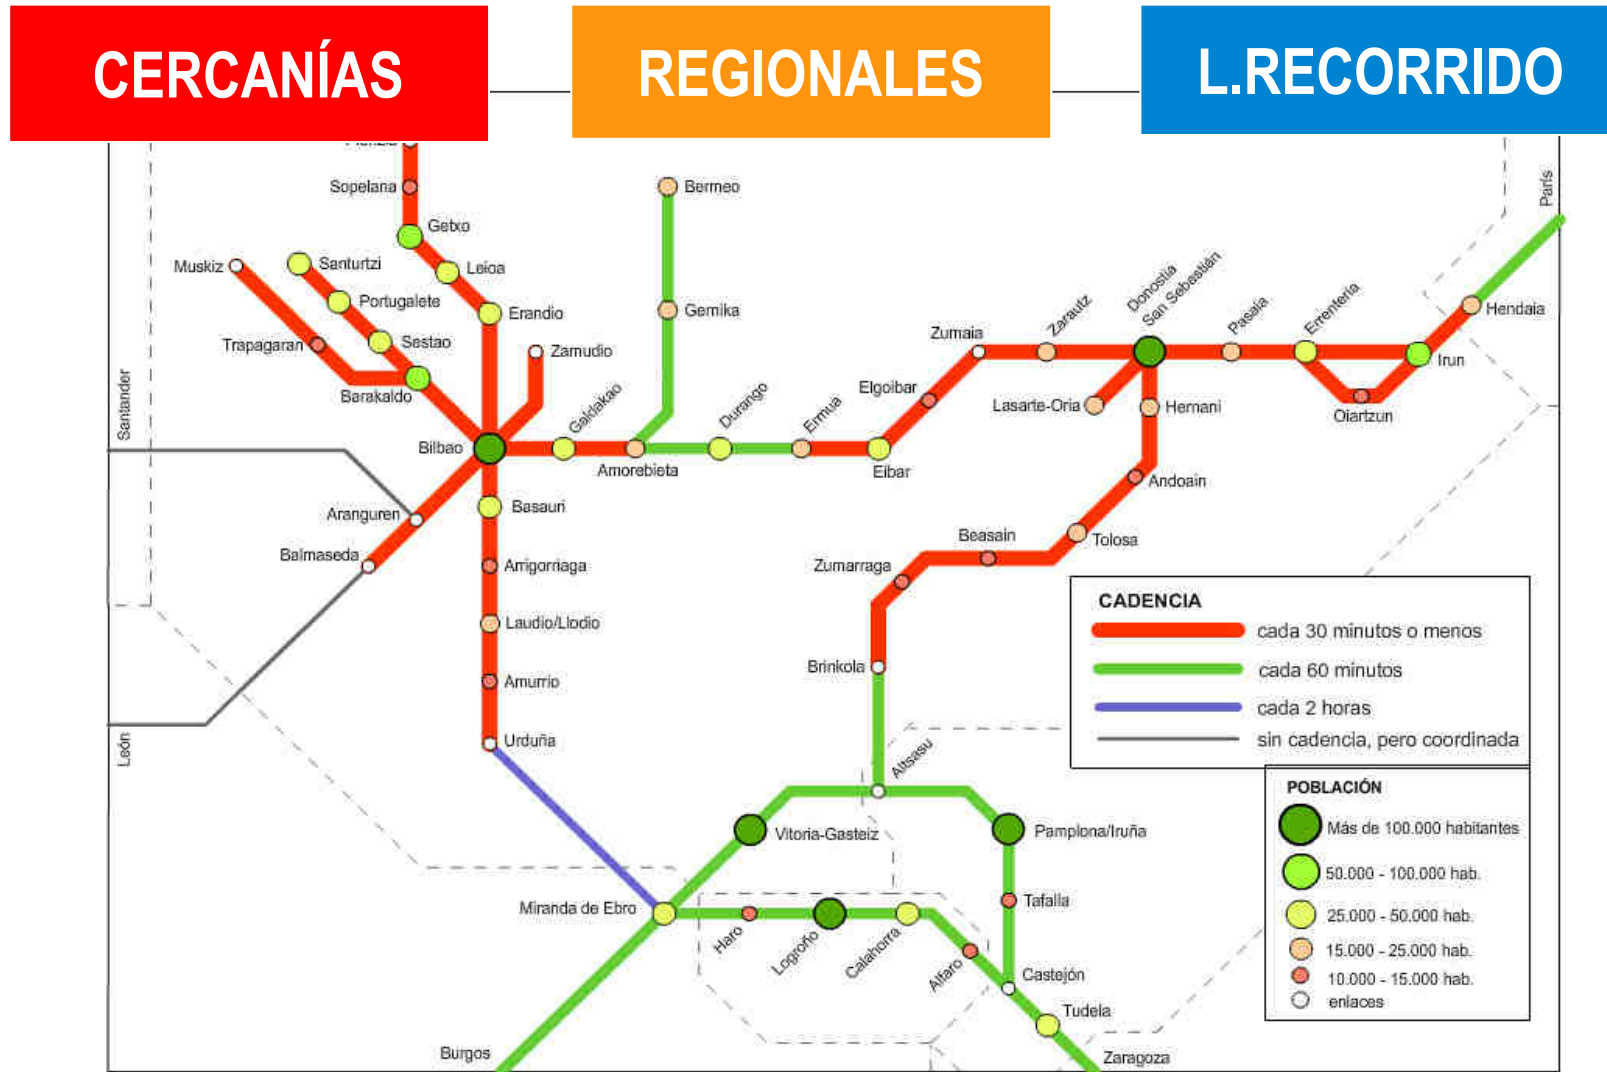 CERCANÍAS
REGIONALES
L.RECORRIDO
Sopelana
Getxo
Leioa
Erandio
Muskiz
Santurtzi
Portugalete
Sestao
Trapagaran
Barakaldo
Zamudio
Bilbao
Galdakao
Amorebieta
Bermeo
Gernika
Durango
Ermua
Eibar
Elgoibar
Zumaia
Zarautz
Donostia
San Sebastián
Pasaia
Errenteria
Irun
Hendaia
París
Oiartzun
Lasarte-Oria
Hernani
Andoain
Tolosa
Beasain
Zumarraga
Brinkola
Altsasu
Santander
Aranguren
Balmaseda
León
Basauri
Arrigorriaga
Laudio/Llodio
Amurrio
Urduña
Vitoria-Gasteiz
Pamplona/Iruña
Miranda de Ebro
Haro
Logroño
Calahorra
Alfaro
Tafalla
Castejón
Tudela
Burgos
Zaragoza
CADENCIA
cada 30 minutos o menos
cada 60 minutos
cada 2 horas
sin cadencia, pero coordinada
POBLACIÓN
Más de 100.000 habitantes
50.000 - 100.000 hab.
25.000 - 50.000 hab.
15.000 - 25.000 hab.
10.000 - 15.000 hab.
enlaces